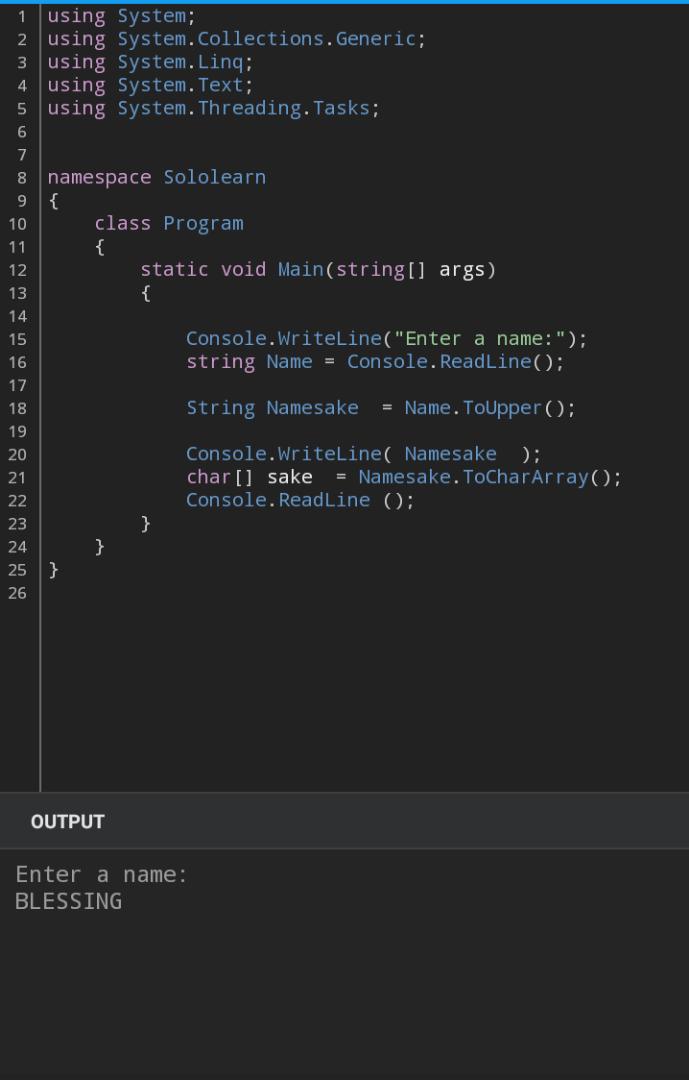 1 using System;
2 using System.Collections.Generic;
3 using System.Linq;
4 using System.Text;
5 using System.Threading.Tasks;
6
7
8 namespace Sololearn
9 {
10     class Program
11     {
12         static void Main(string[] args)
13         {
14
15             Console.WriteLine("Enter a name:");
16             string Name = Console.ReadLine();
17
18             String Namesake  = Name.ToUpper();
19
20             Console.WriteLine( Namesake  );
21             char[] sake  = Namesake.ToCharArray();
22             Console.ReadLine ();
23         }
24     }
25 }
26
OUTPUT
Enter a name:
BLESSING